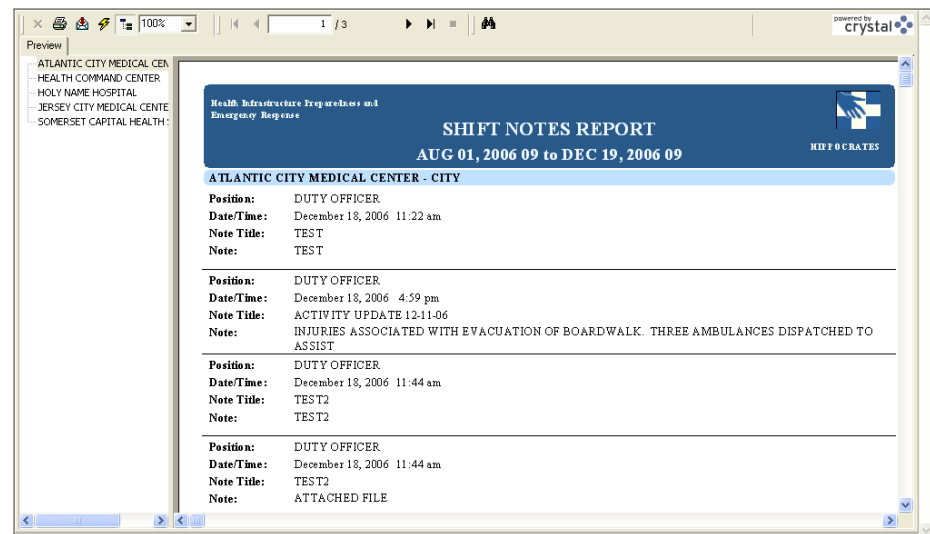 100%
1 / 3
powered by
crystal
Preview
ATLANTIC CITY MEDICAL CEN
HEALTH COMMAND CENTER
HOLY NAME HOSPITAL
JERSEY CITY MEDICAL CENTE
SOMERSET CAPITAL HEALTH :
Health Infrastructure Preparedness and
Emergency Response
SHIFT NOTES REPORT
AUG 01, 2006 09 to DEC 19, 2006 09
HIPPOCRATES
ATLANTIC CITY MEDICAL CENTER - CITY
Position: DUTY OFFICER
Date/Time: December 18, 2006 11:22 am
Note Title: TEST
Note: TEST
Position: DUTY OFFICER
Date/Time: December 18, 2006 4:59 pm
Note Title: ACTIVITY UPDATE 12-11-06
Note: INJURIES ASSOCIATED WITH EVACUATION OF BOARDWALK. THREE AMBULANCES DISPATCHED TO
ASSIST
Position: DUTY OFFICER
Date/Time: December 18, 2006 11:44 am
Note Title: TEST2
Note: TEST2
Position: DUTY OFFICER
Date/Time: December 18, 2006 11:44 am
Note Title: TEST2
Note: ATTACHED FILE